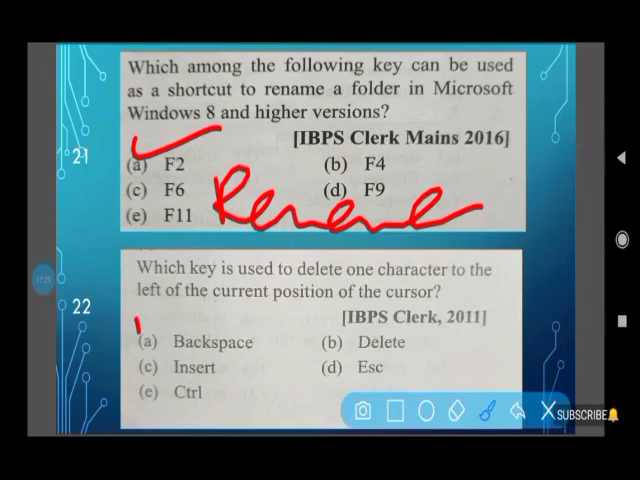 Which among the following key can be used
as a shortcut to rename a folder in Microsoft
Windows 8 and higher versions?
[IBPS Clerk Mains 2016]
21
(a) F2
(b) F4
(c) F6
(d) F9
(e) F11
Rename
Which key is used to delete one character to the
left of the current position of the cursor?
22
[IBPS Clerk, 2011]
(a) Backspace
(b) Delete
(c) Insert
(d) Esc
(e) Ctrl
SUBSCRIBE